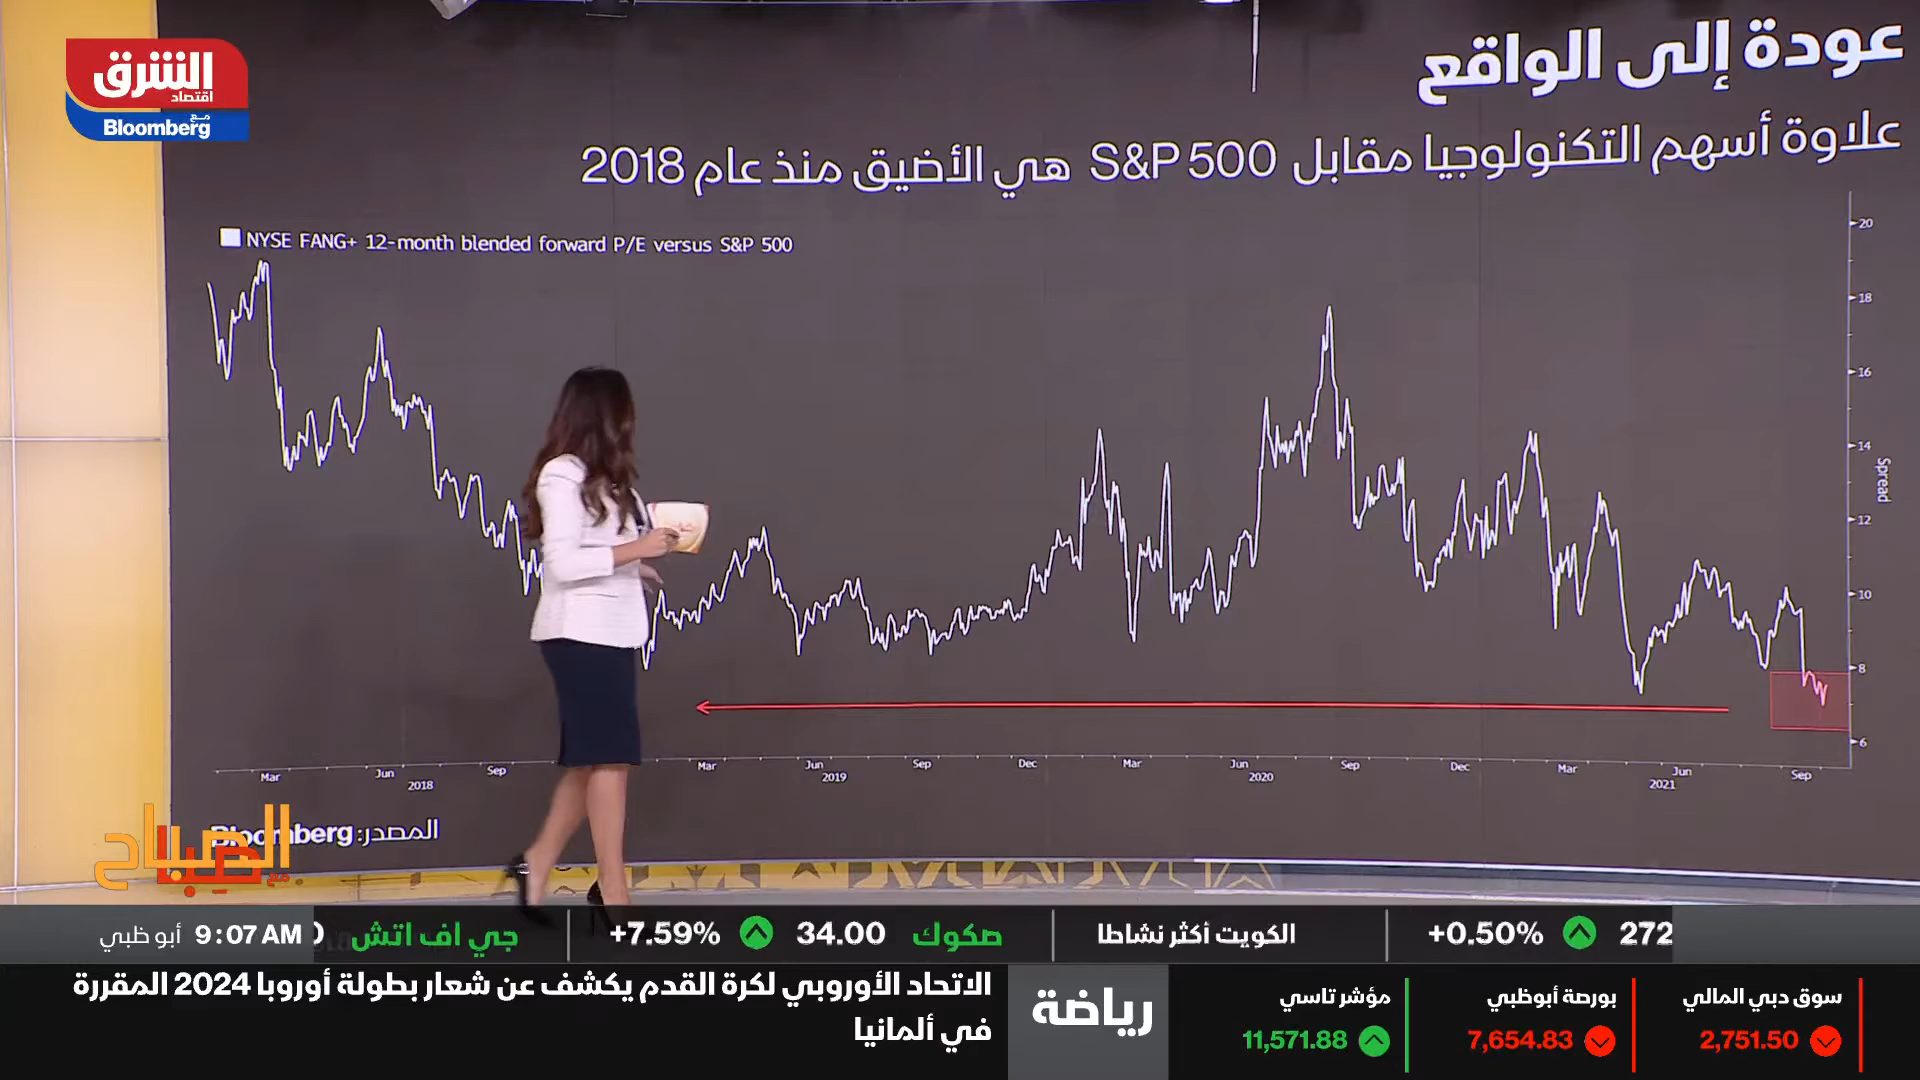 عودة إلى الواقع
علاوة أسهم التكنولوجيا مقابل S&P 500 هي الأضيق منذ عام 2018
الشرق
اقتصاد
مع
Bloomberg
NYSE FANG+ 12-month blended forward P/E versus S&P 500
20
18
16
14
12
10
8
6
Spread
Mar Jun Sep Mar Jun Sep Dec Mar Jun Sep Dec Mar Jun Sep
2018 2019 2020 2021
المصدر: Bloomberg
الصباح
مع
272 +0.50% الكويت أكثر نشاطا صكوك 34.00 +7.59% جي اف اتش
9:07 AM أبو ظبي
سوق دبي المالي
2,751.50
بورصة أبوظبي
7,654.83
مؤشر تاسي
11,571.88
رياضة
الاتحاد الأوروبي لكرة القدم يكشف عن شعار بطولة أوروبا 2024 المقررة
في ألمانيا